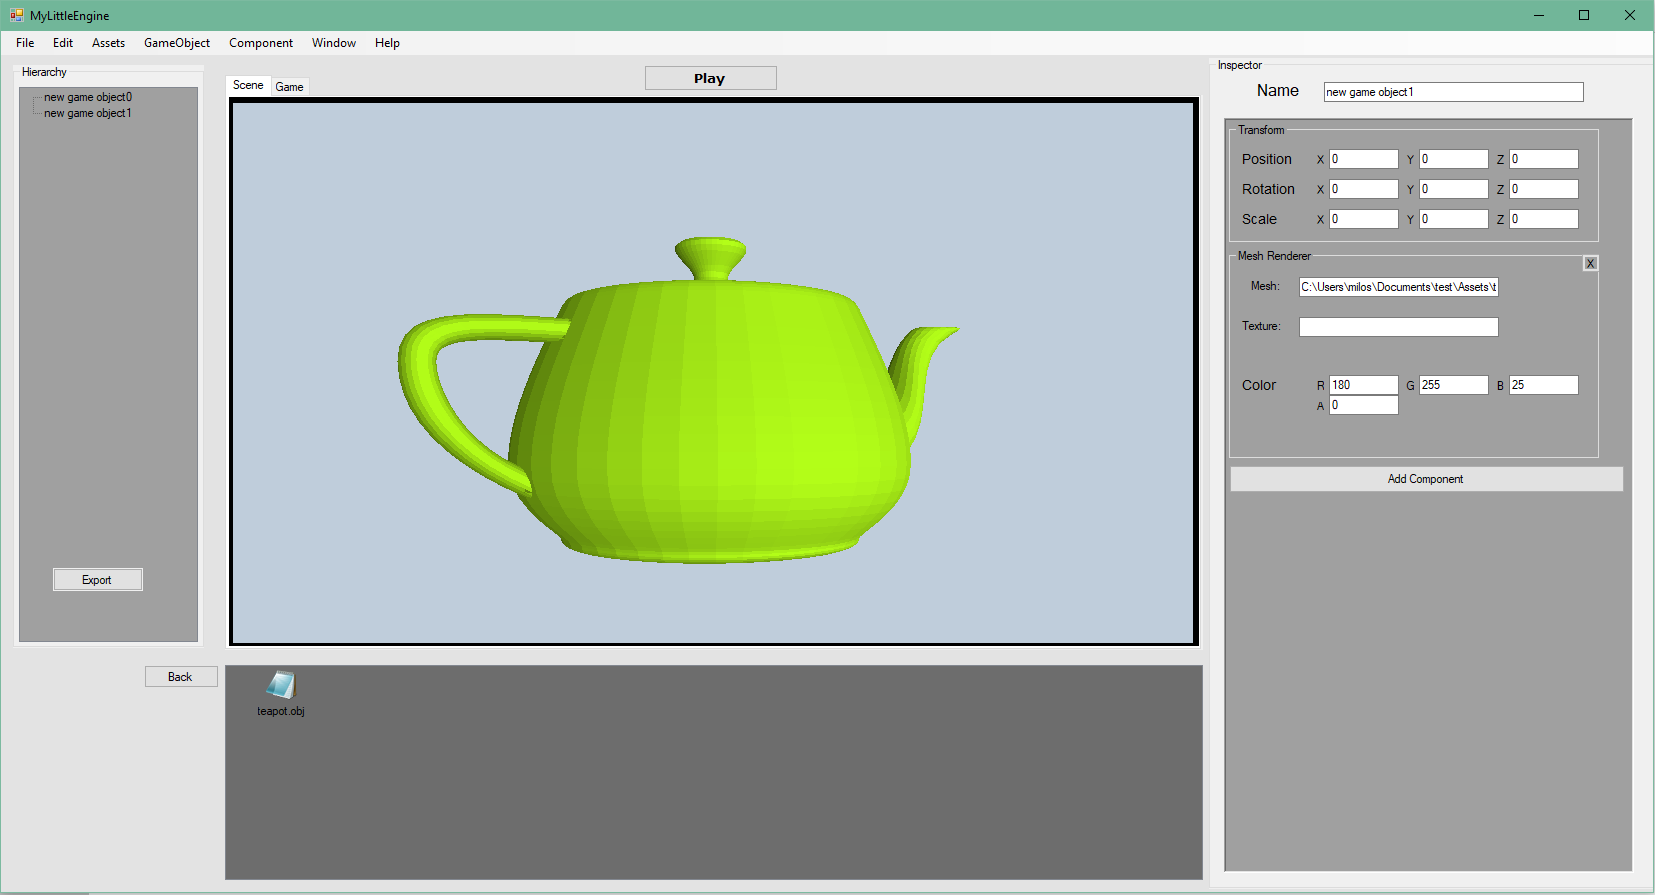 MyLittleEngine
File Edit Assets GameObject Component Window Help
Hierarchy
new game object0
new game object1
Export
Back
Play
Scene Game
teapot.obj
Inspector
Name new game object1
Transform
Position X 0 Y 0 Z 0
Rotation X 0 Y 0 Z 0
Scale X 0 Y 0 Z 0
Mesh Renderer
X
Mesh: C:\Users\milos\Documents\test\Assets\t
Texture:
Color R 180 G 255 B 25
A 0
Add Component